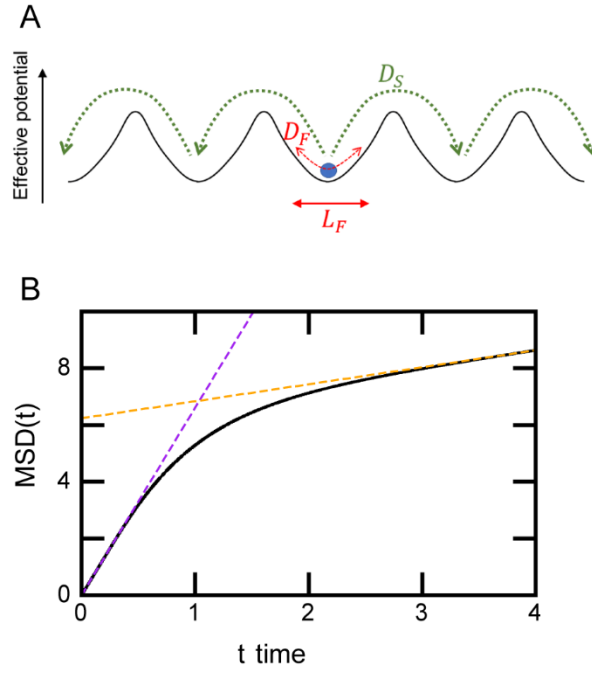 A
Effective potential
D_S
D_F
L_F
B
MSD(t)
8
4
0
0 1 2 3 4
t time